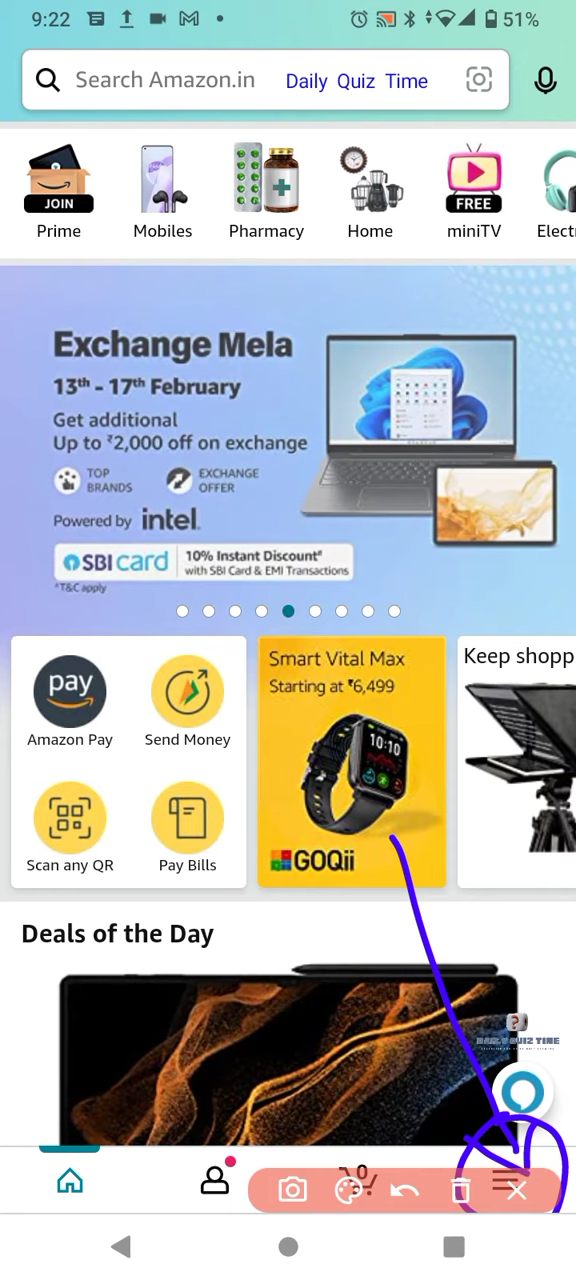 9:22
51%
Search Amazon.in Daily Quiz Time
JOIN
FREE
Prime Mobiles Pharmacy Home miniTV Electr
Exchange Mela
13th - 17th February
Get additional
Up to ₹2,000 off on exchange
TOP BRANDS
EXCHANGE OFFER
Powered by intel.
SBI card
10% Instant Discount#
with SBI Card & EMI Transactions
*T&C apply
pay
Amazon Pay Send Money
Scan any QR Pay Bills
Smart Vital Max
Starting at ₹6,499
10:10
GOQii
Keep shopp
Deals of the Day
DAILY QUIZ TIME
0